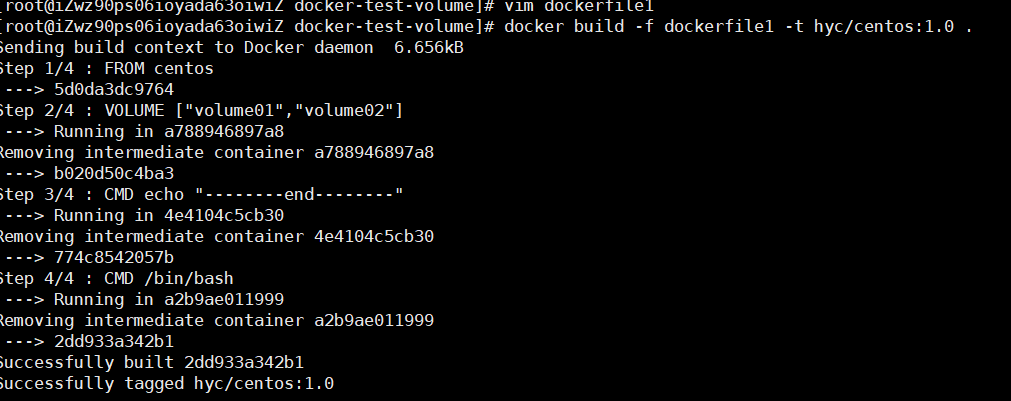 [root@iZwz90ps06ioyada63oiwiZ docker-test-volume]# vim dockerfile1
[root@iZwz90ps06ioyada63oiwiZ docker-test-volume]# docker build -f dockerfile1 -t hyc/centos:1.0 .
Sending build context to Docker daemon  6.656kB
Step 1/4 : FROM centos
---> 5d0da3dc9764
Step 2/4 : VOLUME ["volume01","volume02"]
---> Running in a788946897a8
Removing intermediate container a788946897a8
---> b020d50c4ba3
Step 3/4 : CMD echo "--------end--------"
---> Running in 4e4104c5cb30
Removing intermediate container 4e4104c5cb30
---> 774c8542057b
Step 4/4 : CMD /bin/bash
---> Running in a2b9ae011999
Removing intermediate container a2b9ae011999
---> 2dd933a342b1
Successfully built 2dd933a342b1
Successfully tagged hyc/centos:1.0